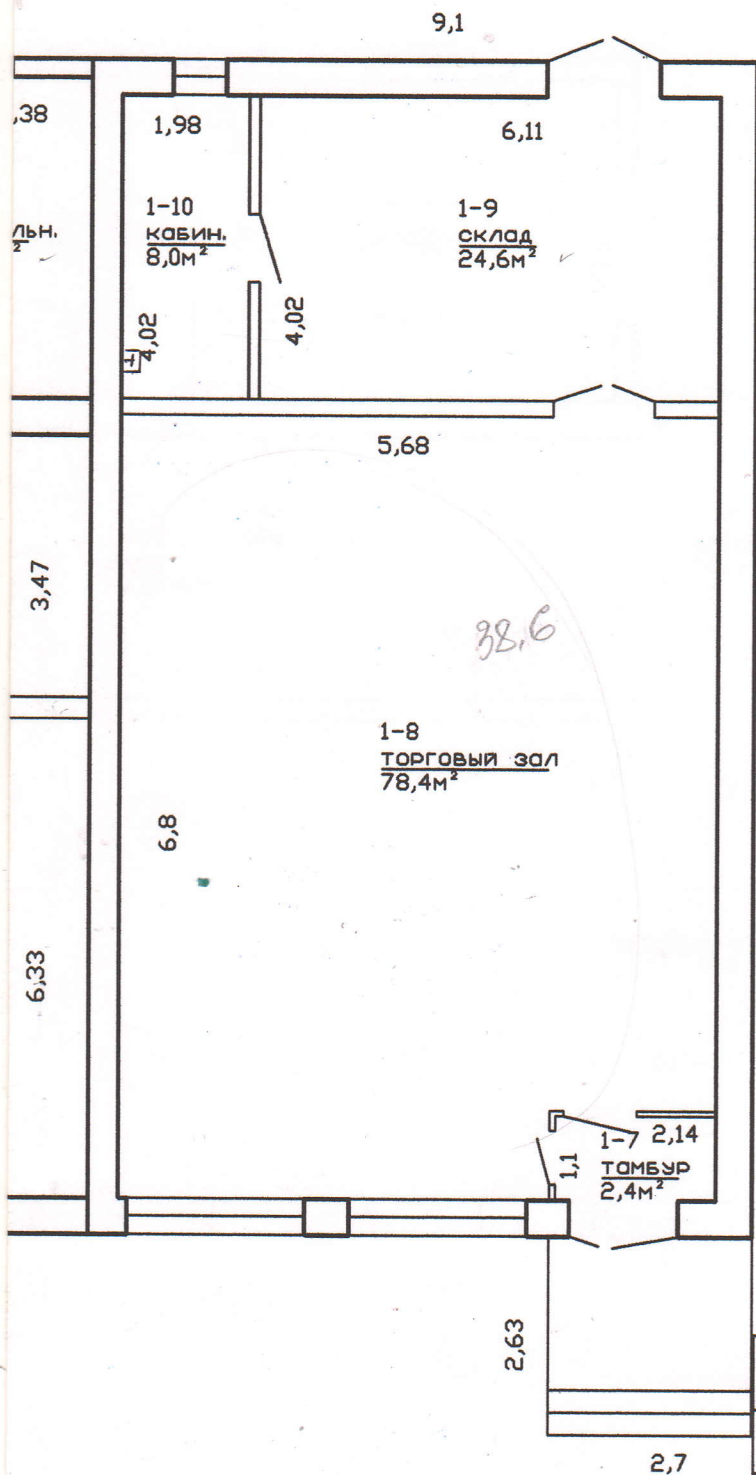 9,1
,38
1,98
6,11
1-10
кабин.
8,0м²
1-9
склад
24,6м²
льн.
²
4,02
4,02
5,68
3,47
38,6
1-8
торговый зал
78,4м²
6,8
6,33
1-7
2,14
1,1
тамбур
2,4м²
2,63
2,7